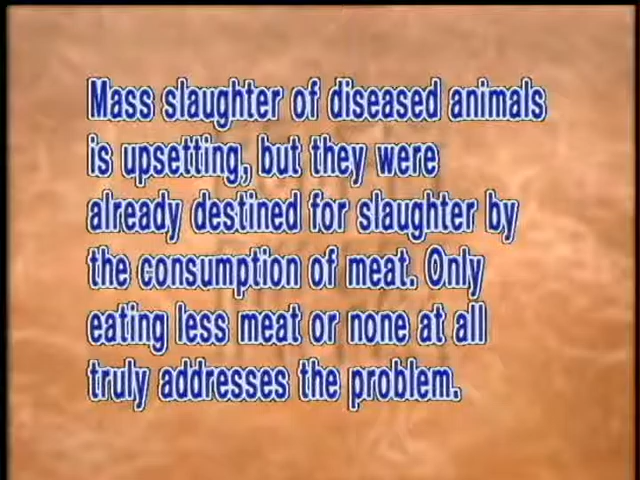 Mass slaughter of diseased animals
is upsetting, but they were
already destined for slaughter by
the consumption of meat. Only
eating less meat or none at all
truly addresses the problem.